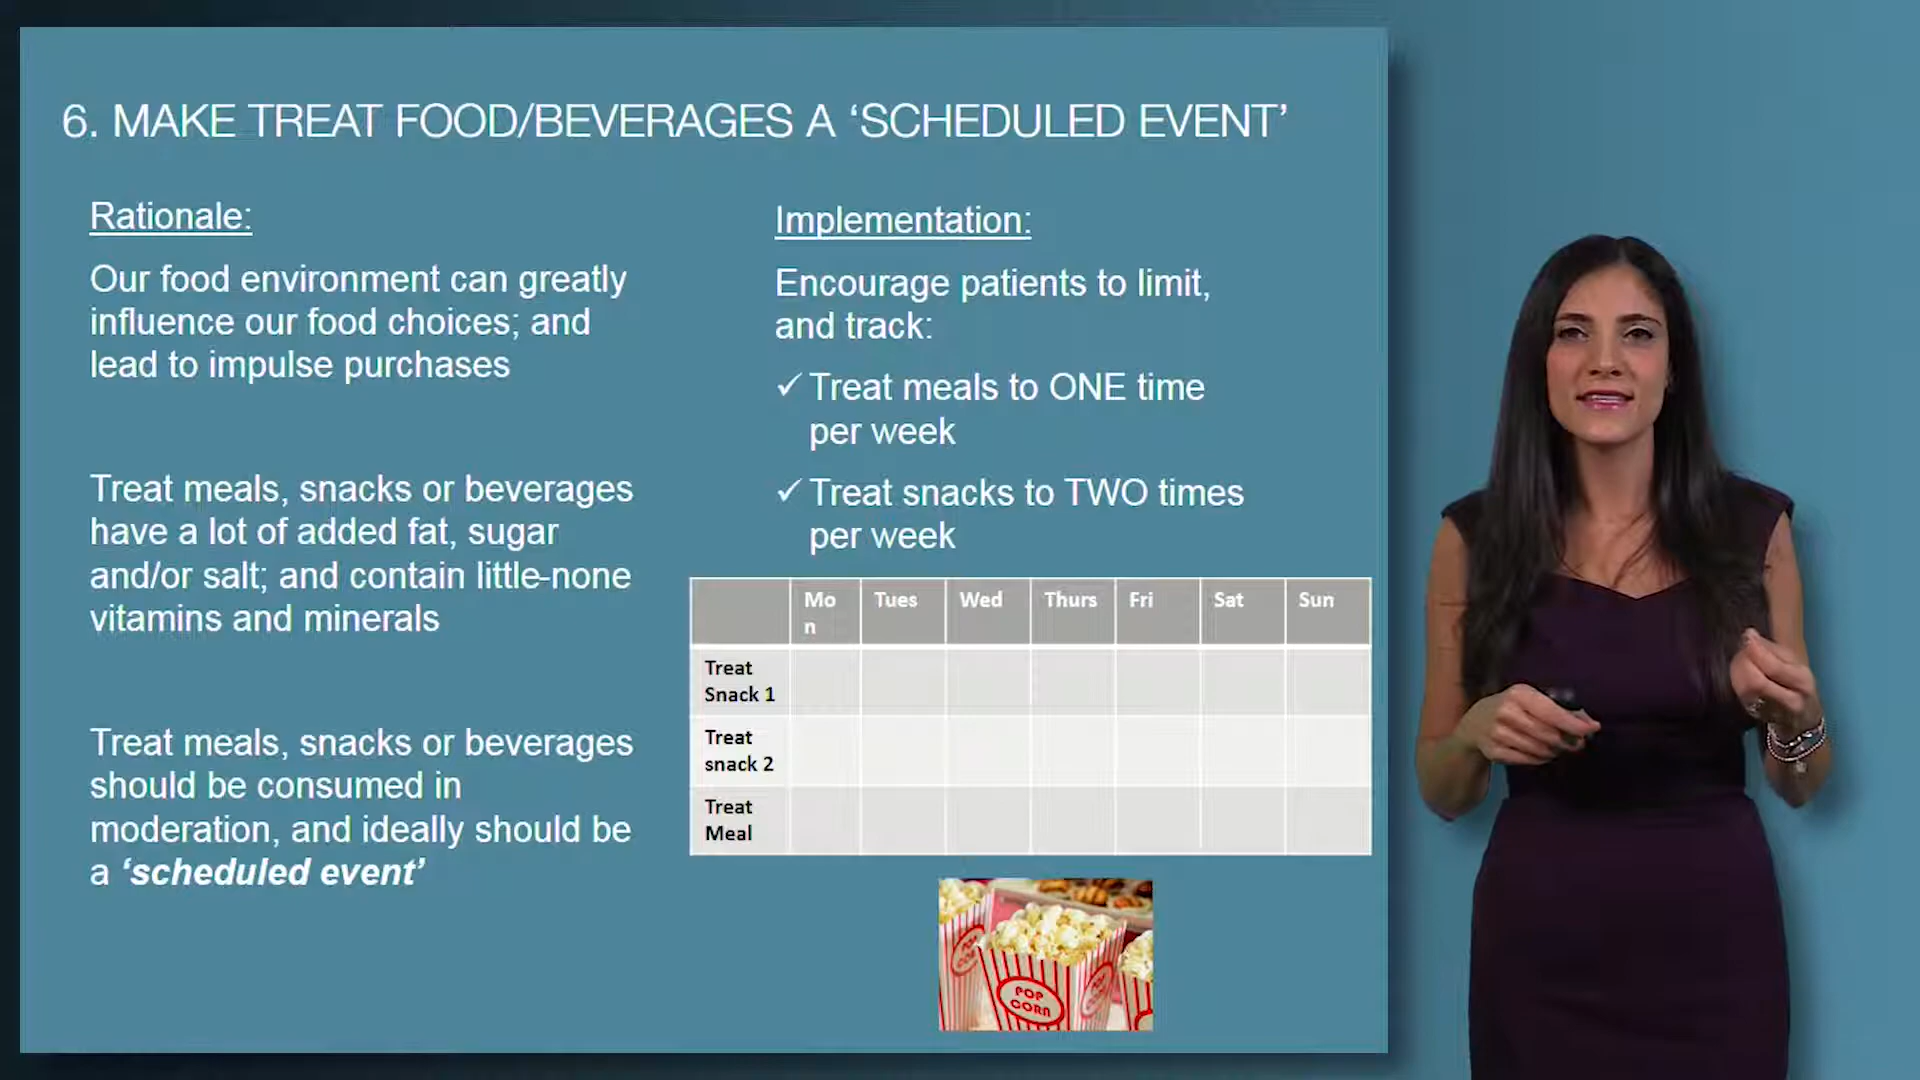 6. MAKE TREAT FOOD/BEVERAGES A ‘SCHEDULED EVENT’
Rationale:
Our food environment can greatly
influence our food choices; and
lead to impulse purchases
Treat meals, snacks or beverages
have a lot of added fat, sugar
and/or salt; and contain little-none
vitamins and minerals
Treat meals, snacks or beverages
should be consumed in
moderation, and ideally should be
a ‘scheduled event’
Implementation:
Encourage patients to limit,
and track:
✓ Treat meals to ONE time
per week
✓ Treat snacks to TWO times
per week
Mo
n
Tues
Wed
Thurs
Fri
Sat
Sun
Treat
Snack 1
Treat
snack 2
Treat
Meal
POP
CORN